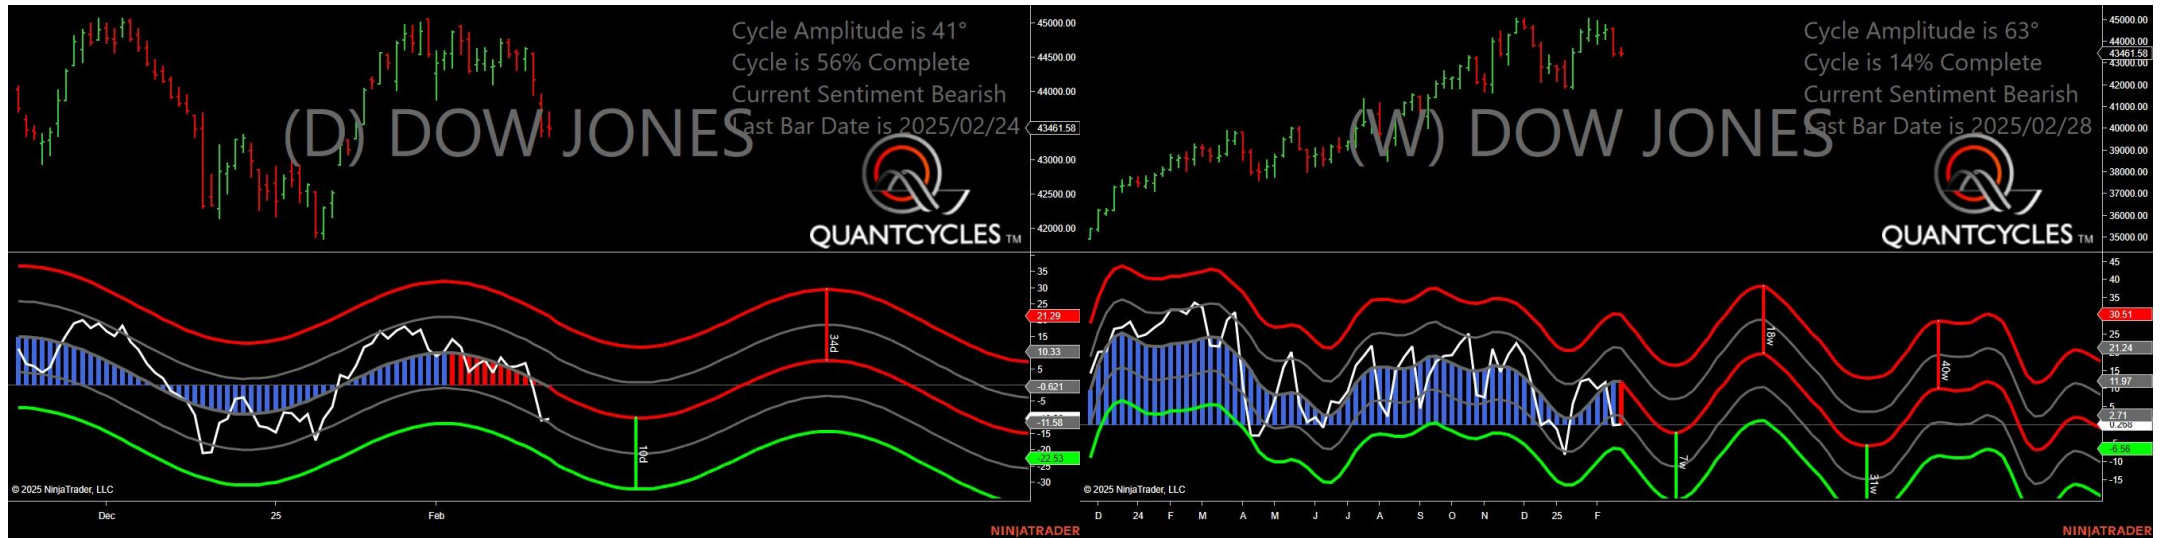 Cycle Amplitude is 41°
Cycle is 56% Complete
Current Sentiment Bearish
Last Bar Date is 2025/02/24
(D) DOW JONES
QUANTCYCLES TM
45000.00
44500.00
44000.00
43461.58
43000.00
42500.00
42000.00
35
30
25
21.29
15
10.33
5
-0.621
-5
-11.58
-15
-22.53
-25
-30
34d
10d
© 2025 NinjaTrader, LLC
Dec
25
Feb
NINJATRADER
Cycle Amplitude is 63°
Cycle is 14% Complete
Current Sentiment Bearish
Last Bar Date is 2025/02/28
(W) DOW JONES
QUANTCYCLES TM
45000.00
44000.00
43461.58
43000.00
42000.00
41000.00
40000.00
39000.00
38000.00
37000.00
36000.00
35000.00
45
40
35
30.51
25
21.24
15
11.97
10
5
2.71
0.268
-5
-6.56
-10
-15
18w
40w
7w
31w
© 2025 NinjaTrader, LLC
D
24
F
M
A
M
J
J
A
S
O
N
D
25
F
NINJATRADER